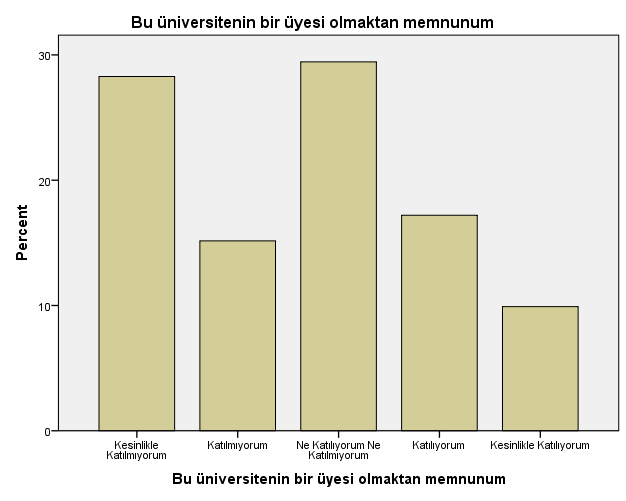 Bu üniversitenin bir üyesi olmaktan memnunum
30
20
10
0
Percent
Kesinlikle
Katılmıyorum
Katılmıyorum
Ne Katılıyorum Ne
Katılmıyorum
Katılıyorum
Kesinlikle Katılıyorum
Bu üniversitenin bir üyesi olmaktan memnunum